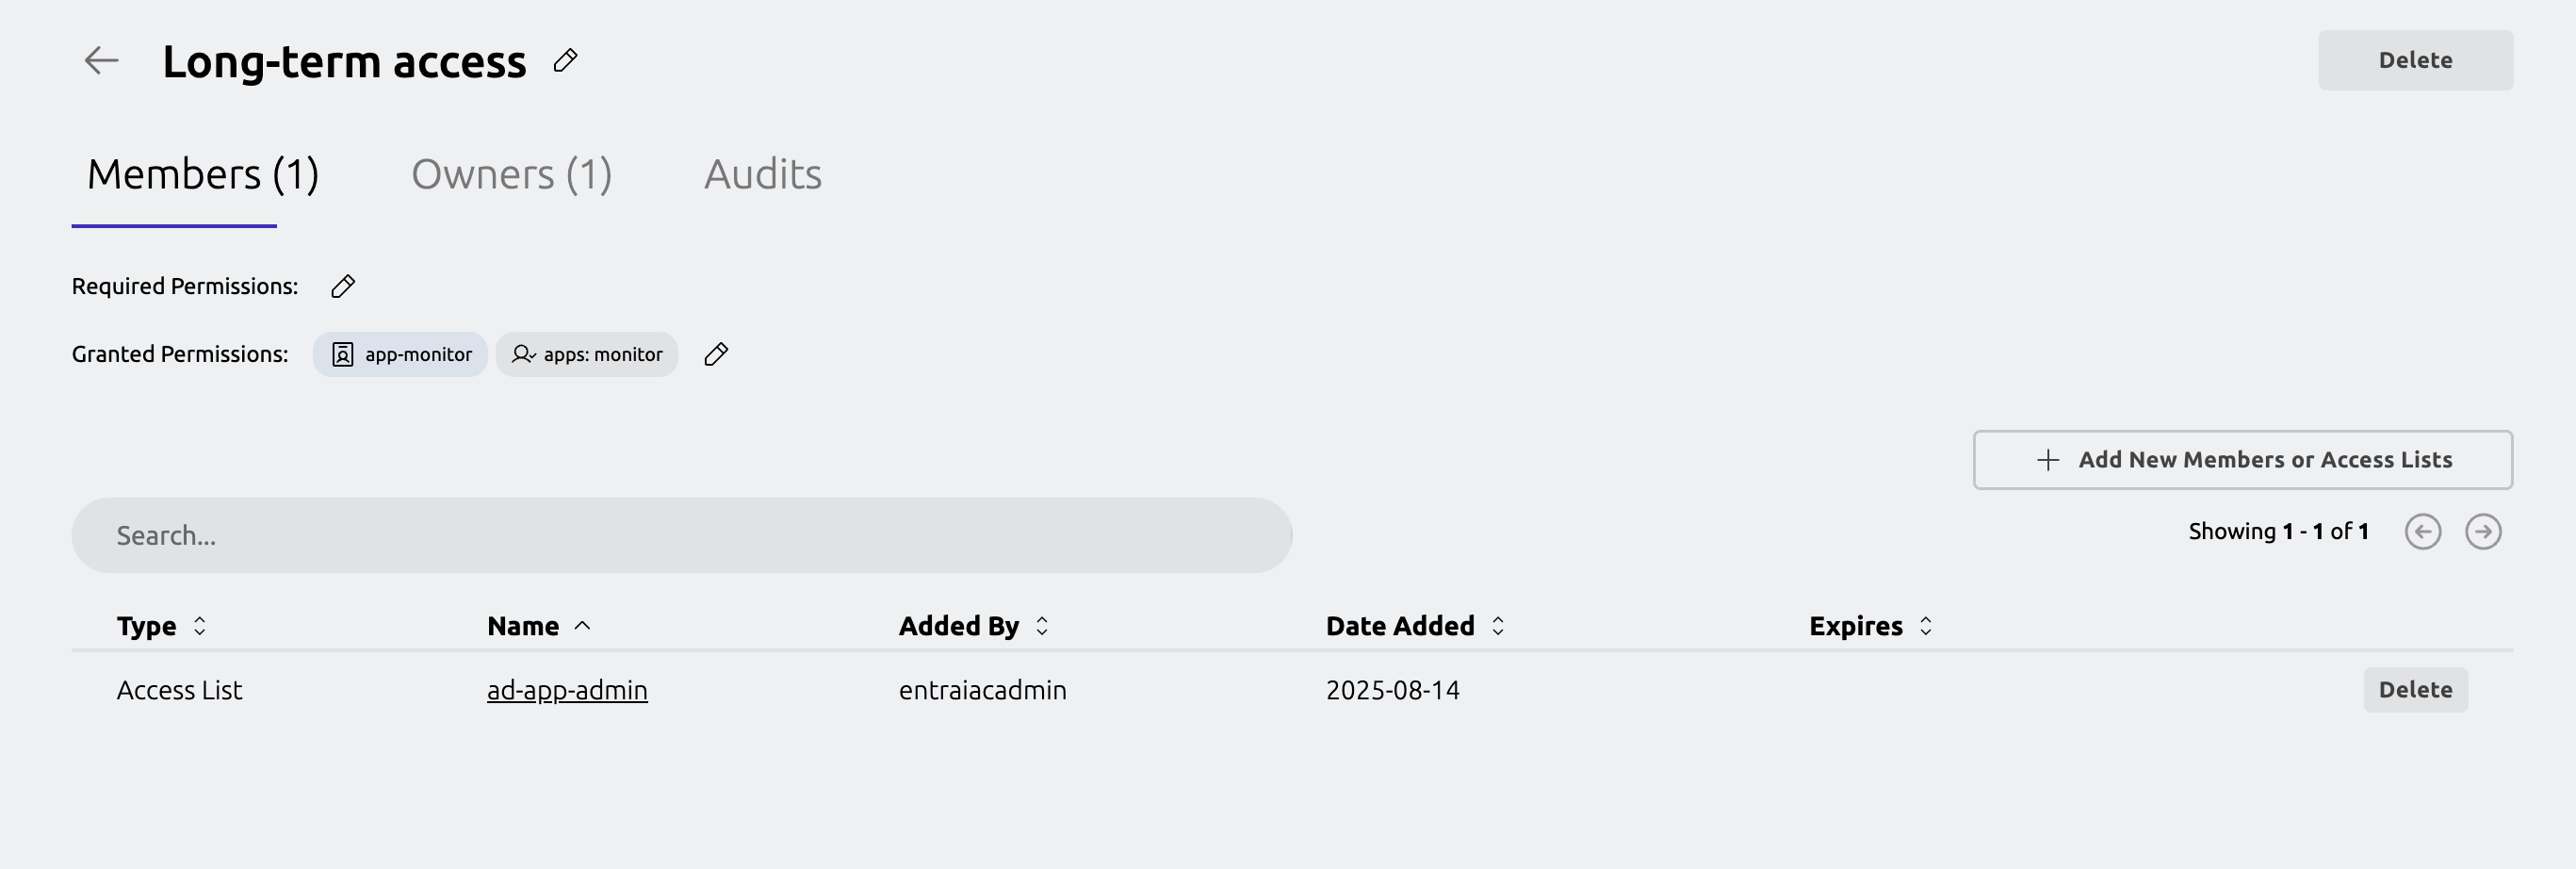 Long-term access
Delete
Members (1) Owners (1) Audits
Required Permissions:
Granted Permissions: app-monitor apps: monitor
Add New Members or Access Lists
Search...
Showing 1 - 1 of 1
Type Name Added By Date Added Expires
Access List ad-app-admin entraiacadmin 2025-08-14 Delete